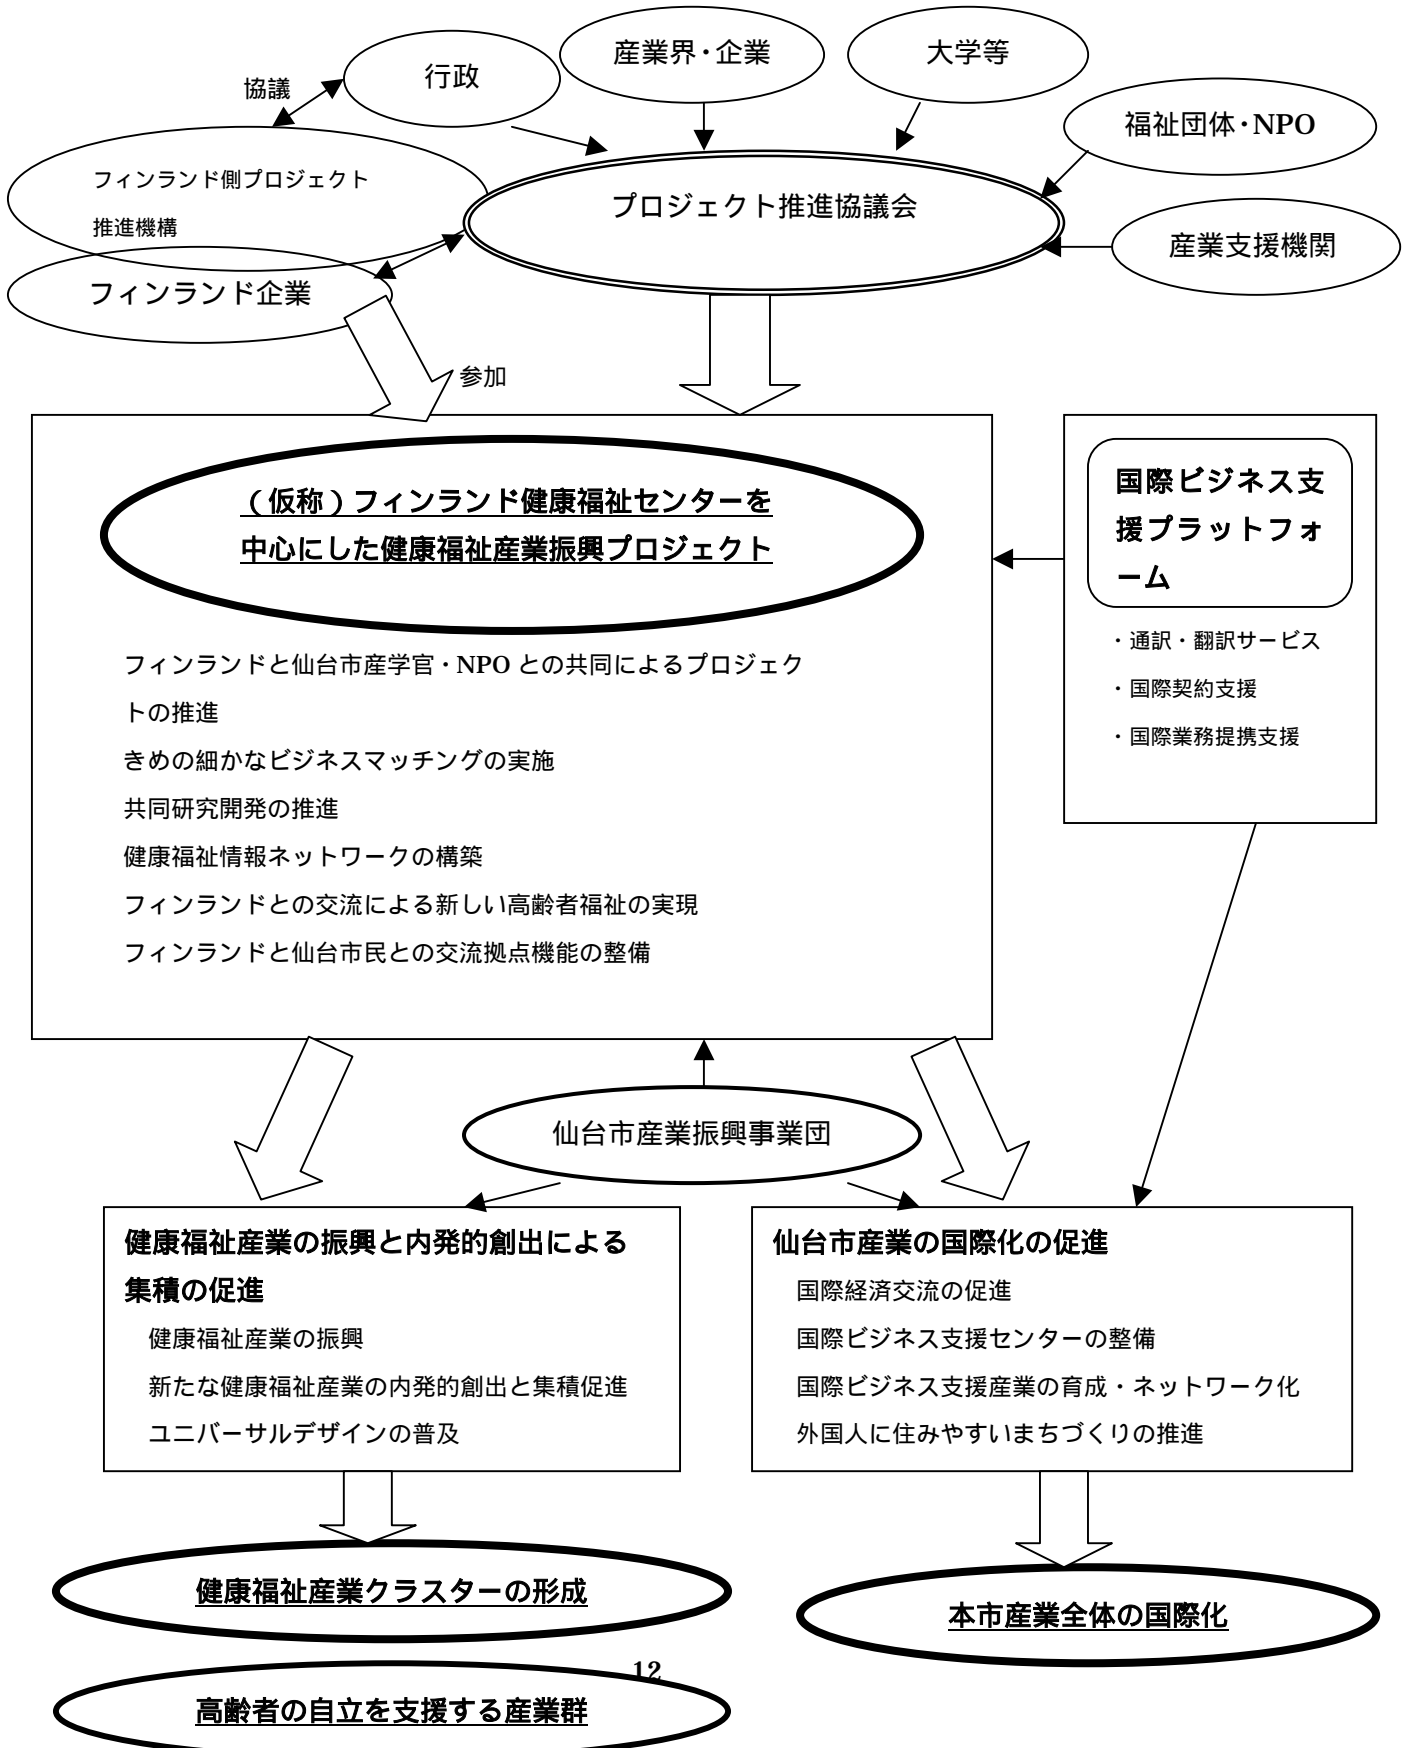 産業界・企業
大学等
行政
協議
福祉団体・NPO
フィンランド側プロジェクト
推進機構
プロジェクト推進協議会
産業支援機関
フィンランド企業
参加
（仮称）フィンランド健康福祉センターを
中心にした健康福祉産業振興プロジェクト
フィンランドと仙台市産学官・NPO との共同によるプロジェク
トの推進
きめの細かなビジネスマッチングの実施
共同研究開発の推進
健康福祉情報ネットワークの構築
フィンランドとの交流による新しい高齢者福祉の実現
フィンランドと仙台市民との交流拠点機能の整備
国際ビジネス支
援プラットフォ
ーム
・通訳・翻訳サービス
・国際契約支援
・国際業務提携支援
仙台市産業振興事業団
健康福祉産業の振興と内発的創出による
集積の促進
健康福祉産業の振興
新たな健康福祉産業の内発的創出と集積促進
ユニバーサルデザインの普及
仙台市産業の国際化の促進
国際経済交流の促進
国際ビジネス支援センターの整備
国際ビジネス支援産業の育成・ネットワーク化
外国人に住みやすいまちづくりの推進
健康福祉産業クラスターの形成
本市産業全体の国際化
12
高齢者の自立を支援する産業群